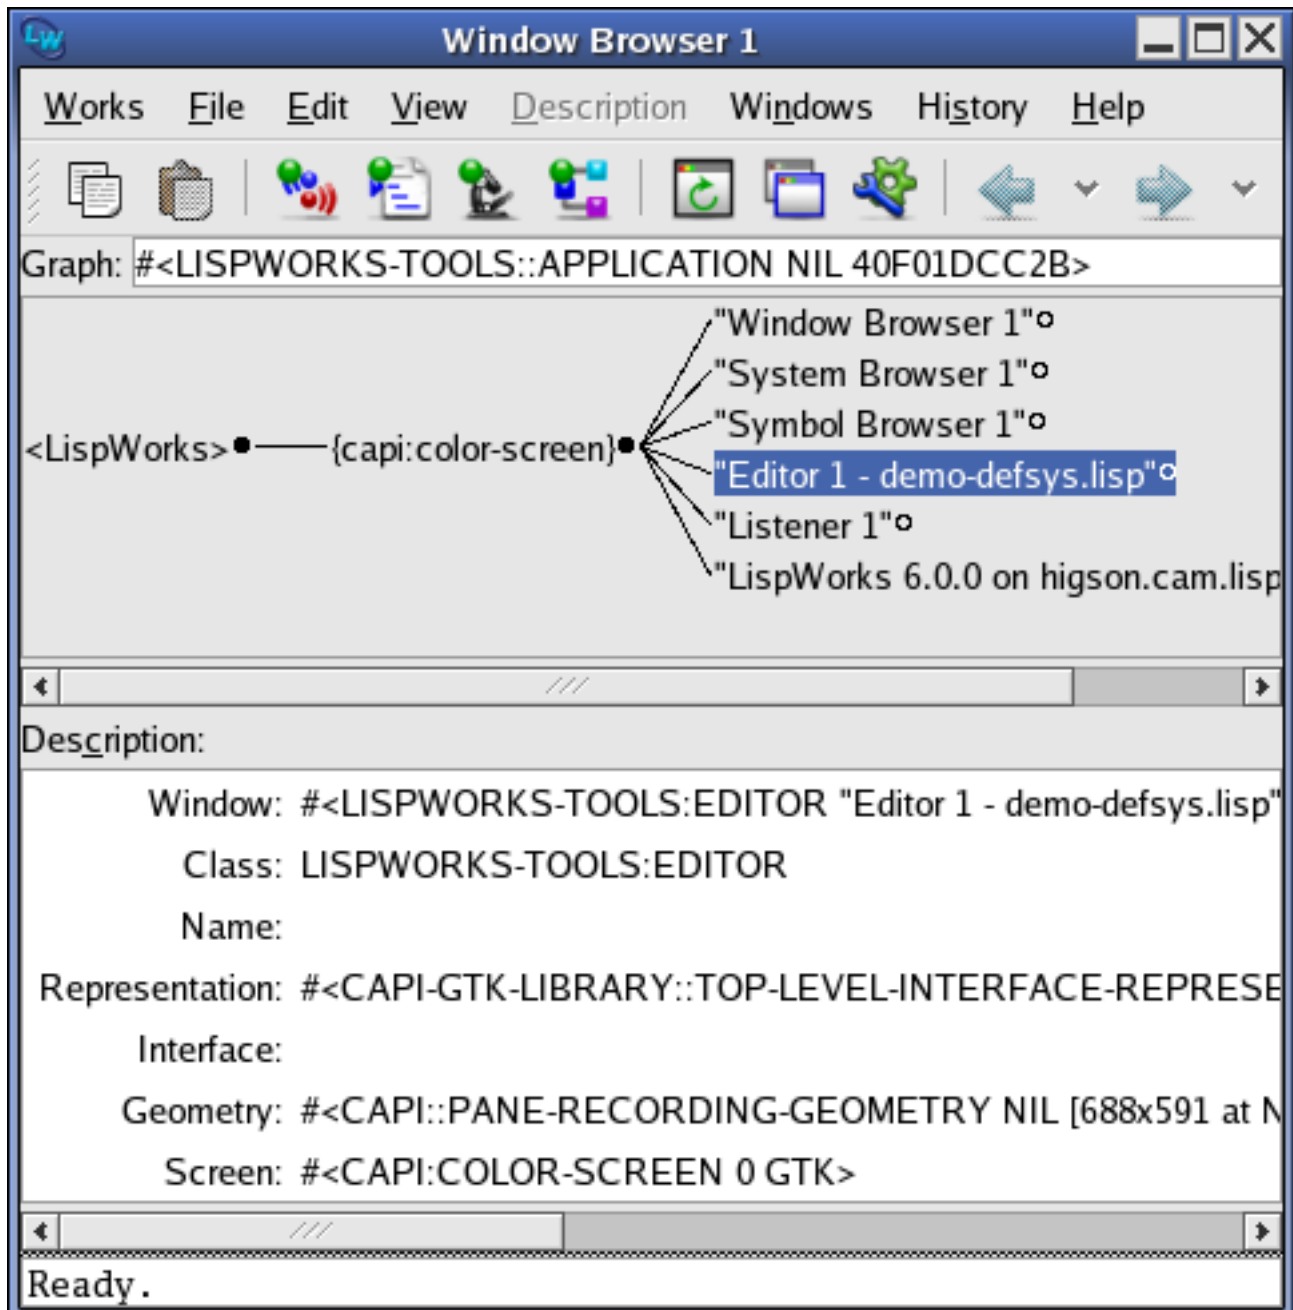 LW
Window Browser 1
Works File Edit View Description Windows History Help
Graph: #<LISPWORKS-TOOLS::APPLICATION NIL 40F01DCC2B>
"Window Browser 1"
"System Browser 1"
"Symbol Browser 1"
<LispWorks> {capi:color-screen}
"Editor 1 - demo-defsys.lisp"
"Listener 1"
"LispWorks 6.0.0 on higson.cam.lisp
Description:
Window: #<LISPWORKS-TOOLS:EDITOR "Editor 1 - demo-defsys.lisp"
Class: LISPWORKS-TOOLS:EDITOR
Name:
Representation: #<CAPI-GTK-LIBRARY::TOP-LEVEL-INTERFACE-REPRESE
Interface:
Geometry: #<CAPI::PANE-RECORDING-GEOMETRY NIL [688x591 at N
Screen: #<CAPI:COLOR-SCREEN 0 GTK>
Ready.